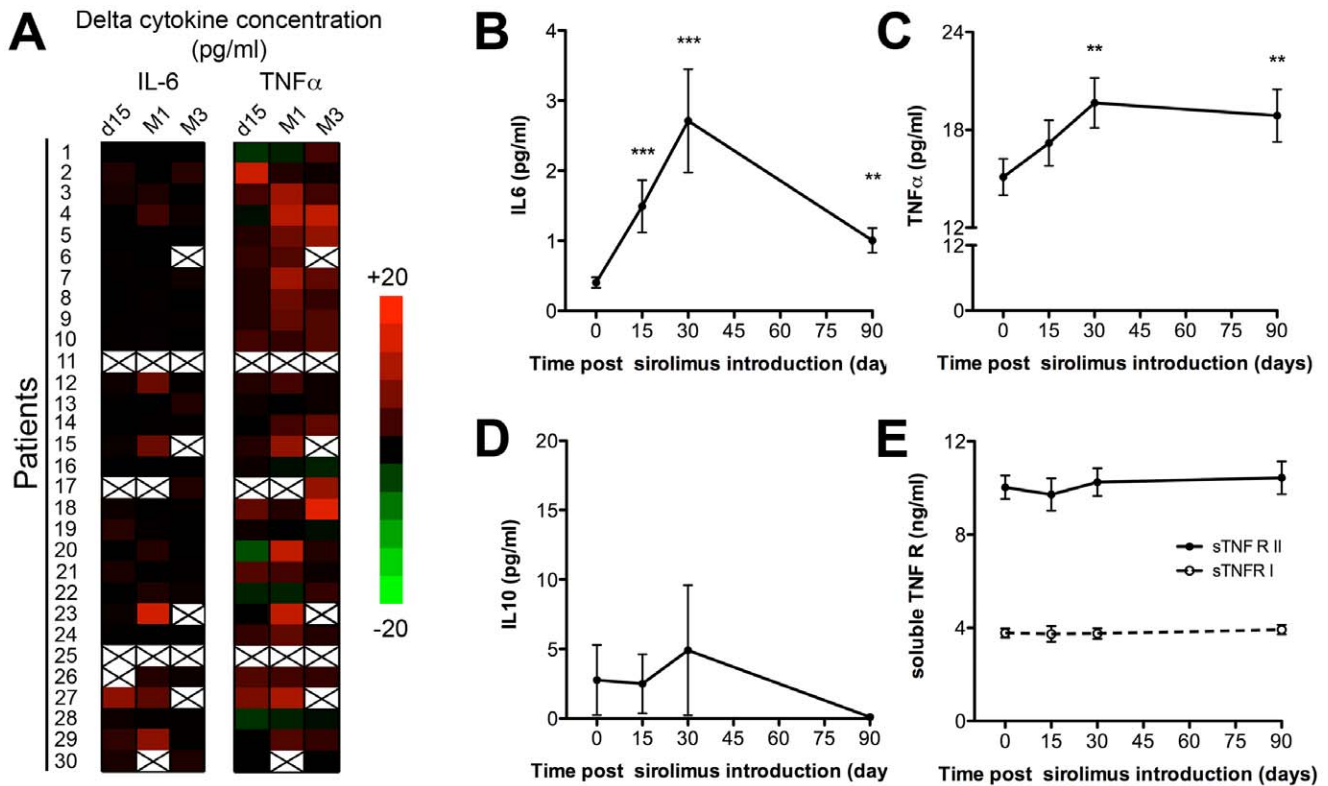 A
Delta cytokine concentration
(pg/ml)
IL-6
TNFα
d15 M1 M3
d15 M1 M3
Patients
1
2
3
4
5
6
7
8
9
10
11
12
13
14
15
16
17
18
19
20
21
22
23
24
25
26
27
28
29
30
+20
-20
B
IL6 (pg/ml)
4
3
2
1
0
***
***
**
0 15 30 45 60 75 90
Time post sirolimus introduction (day
C
TNFα (pg/ml)
24
18
12
12
0
**
**
0 15 30 45 60 75 90
Time post sirolimus introduction (days)
D
IL10 (pg/ml)
20
15
10
5
0
0 15 30 45 60 75 90
Time post sirolimus introduction (day
E
soluble TNF R (ng/ml)
12
8
4
0
sTNF R II
sTNFR I
0 15 30 45 60 75 90
Time post sirolimus introduction (days)